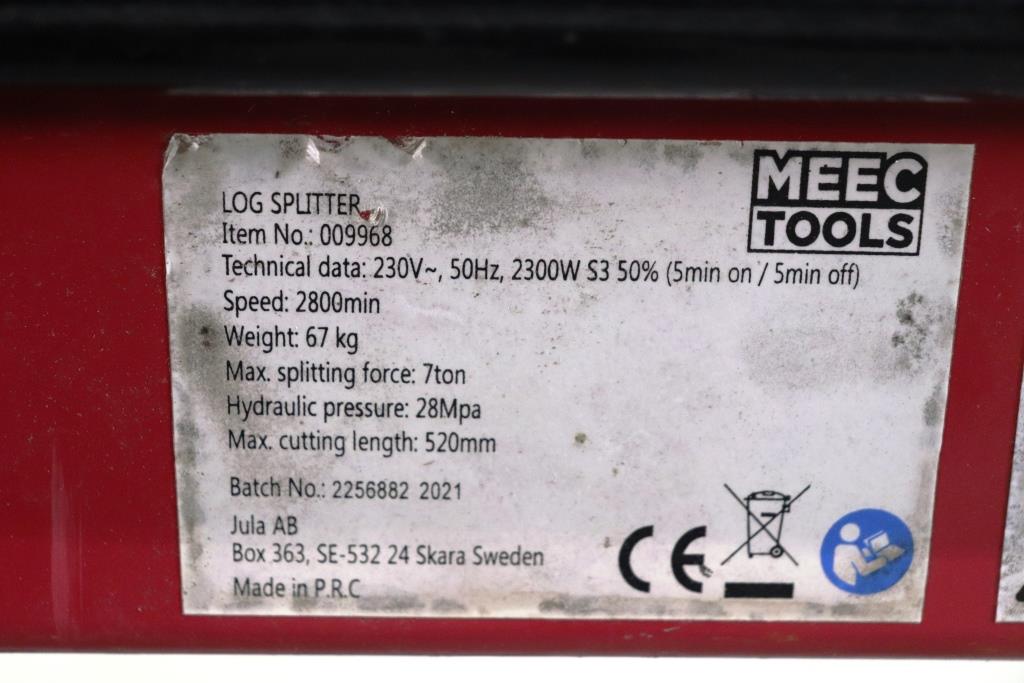 MEEC
TOOLS
LOG SPLITTER
Item No.: 009968
Technical data: 230V~, 50Hz, 2300W S3 50% (5min on / 5min off)
Speed: 2800min
Weight: 67 kg
Max. splitting force: 7ton
Hydraulic pressure: 28Mpa
Max. cutting length: 520mm
Batch No.: 2256882 2021
Jula AB
Box 363, SE-532 24 Skara Sweden
Made in P.R.C
CE